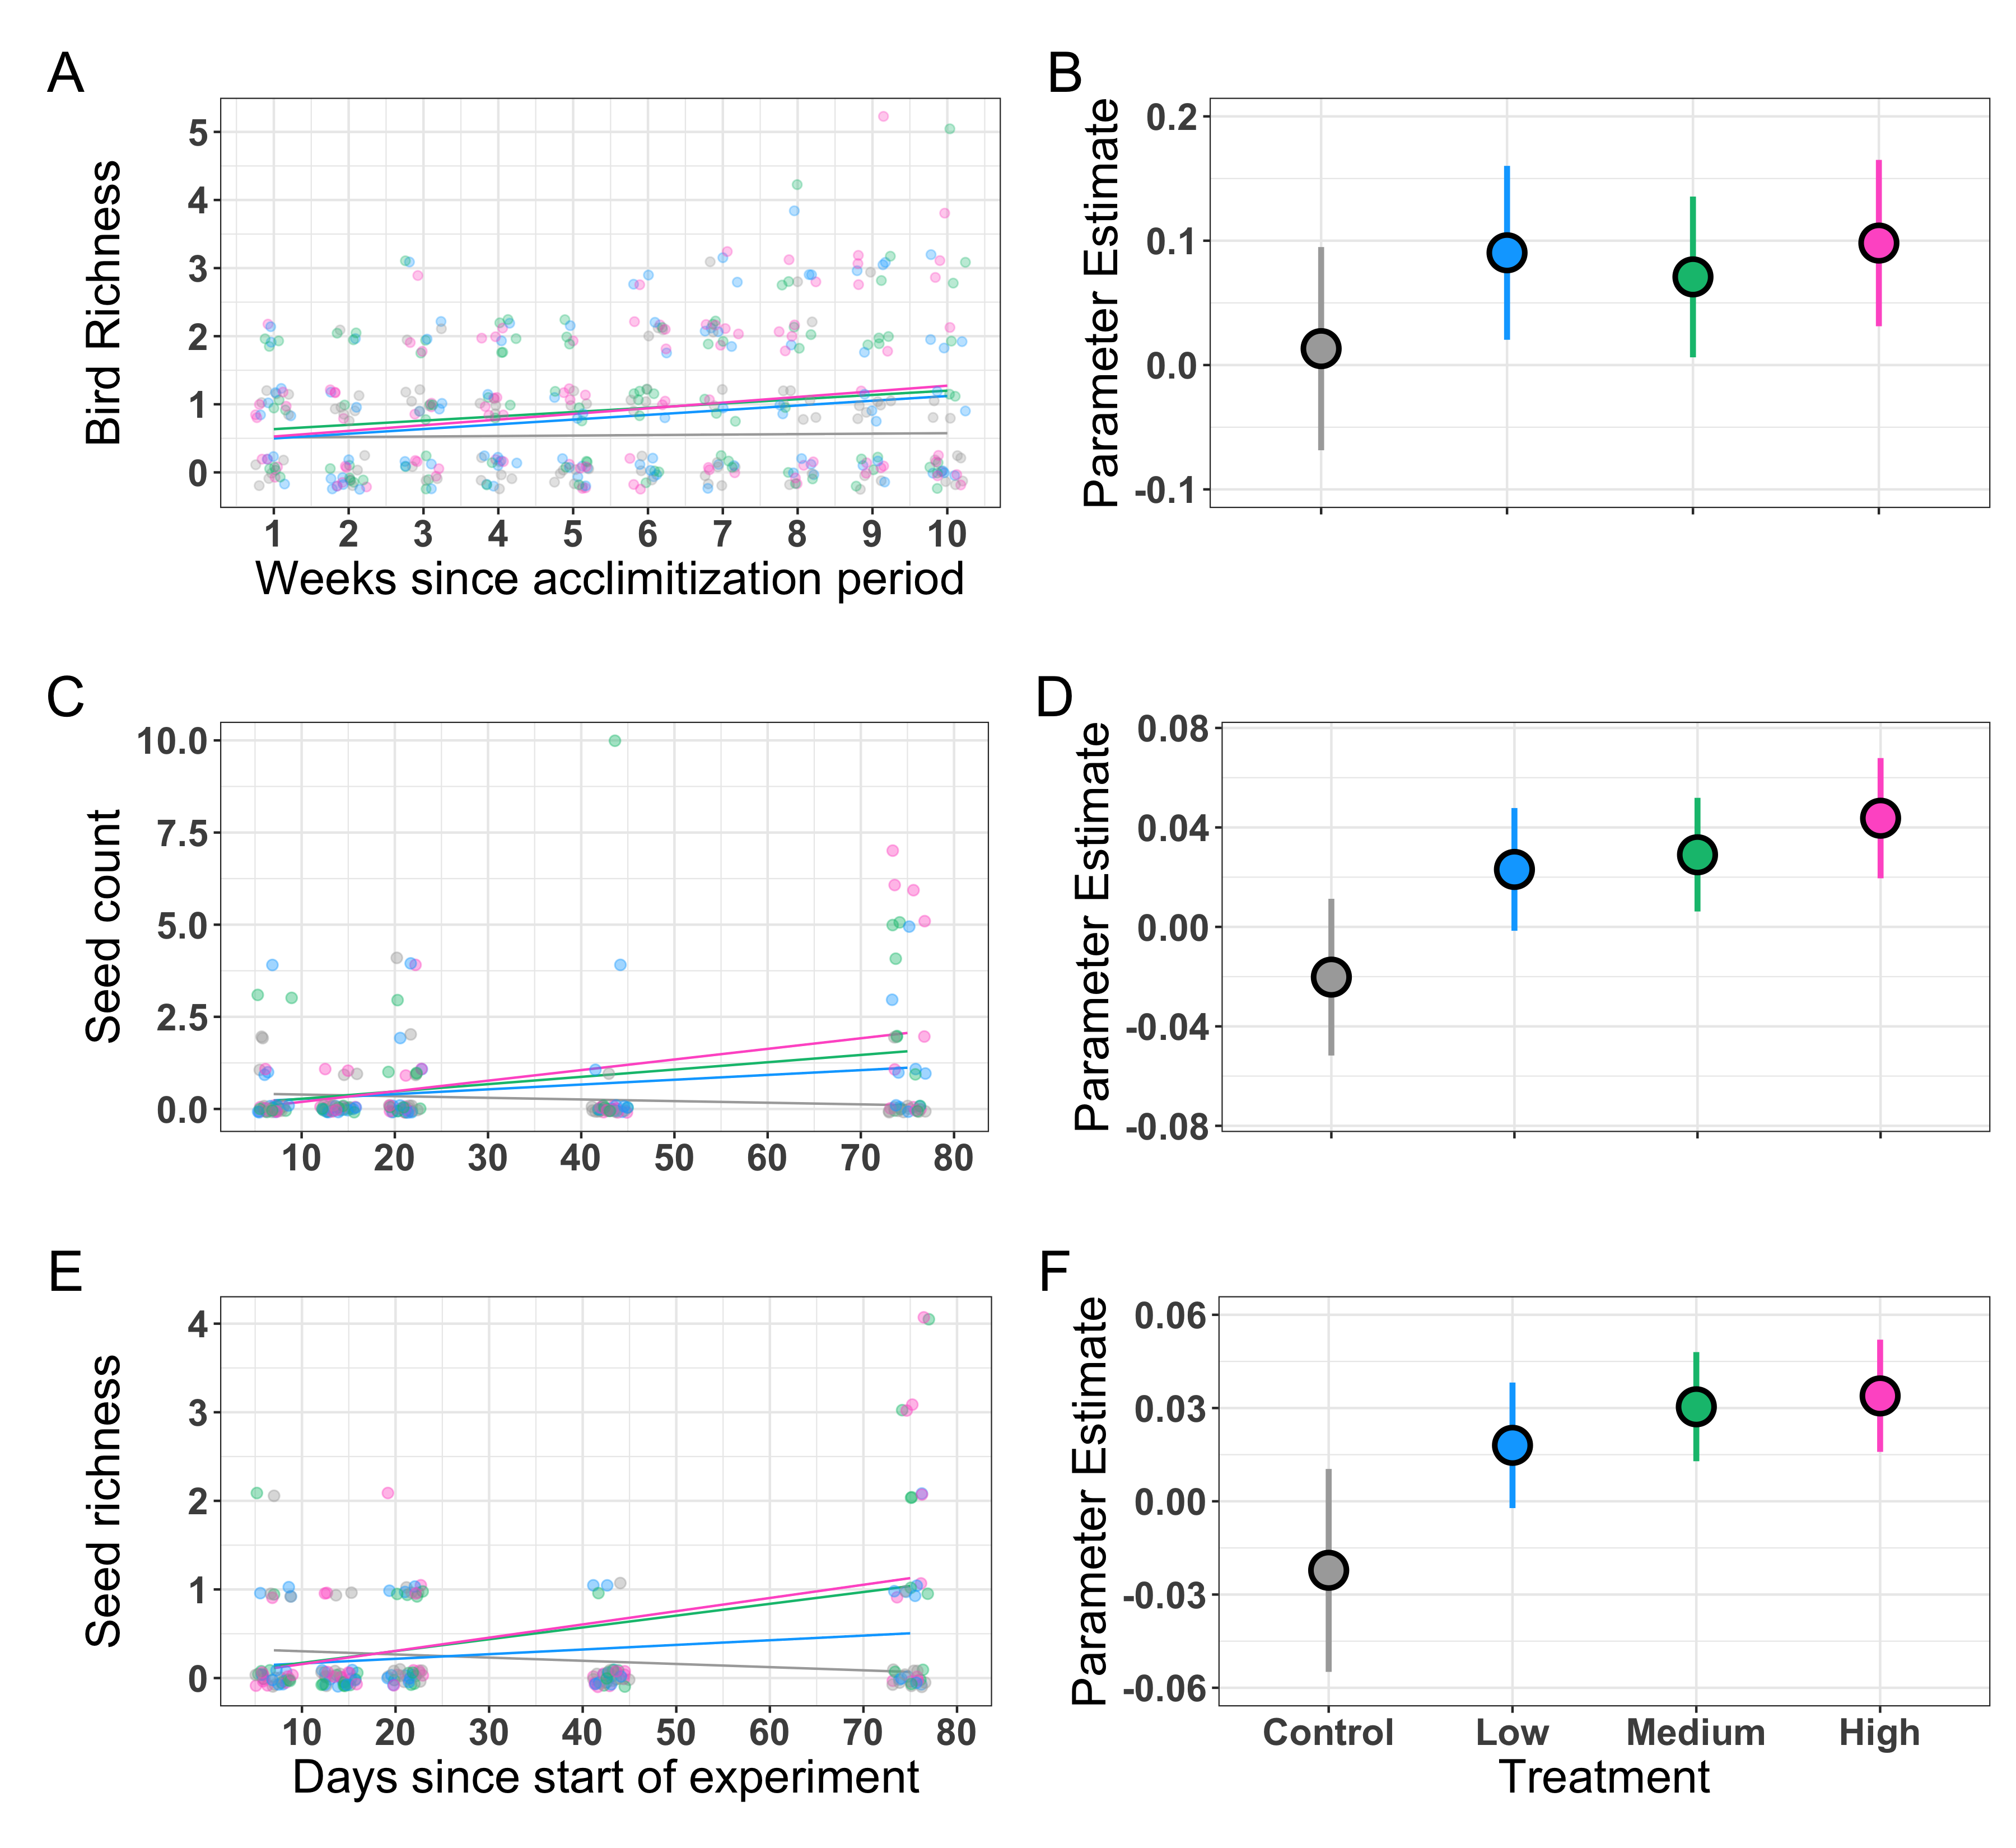 A
Bird Richness
5
4
3
2
1
0
1 2 3 4 5 6 7 8 9 10
Weeks since acclimitization period
B
Parameter Estimate
0.2
0.1
0.0
-0.1
C
Seed count
10.0
7.5
5.0
2.5
0.0
10 20 30 40 50 60 70 80
D
Parameter Estimate
0.08
0.04
0.00
-0.04
-0.08
E
Seed richness
4
3
2
1
0
10 20 30 40 50 60 70 80
Days since start of experiment
F
Parameter Estimate
0.06
0.03
0.00
-0.03
-0.06
Control Low Medium High
Treatment